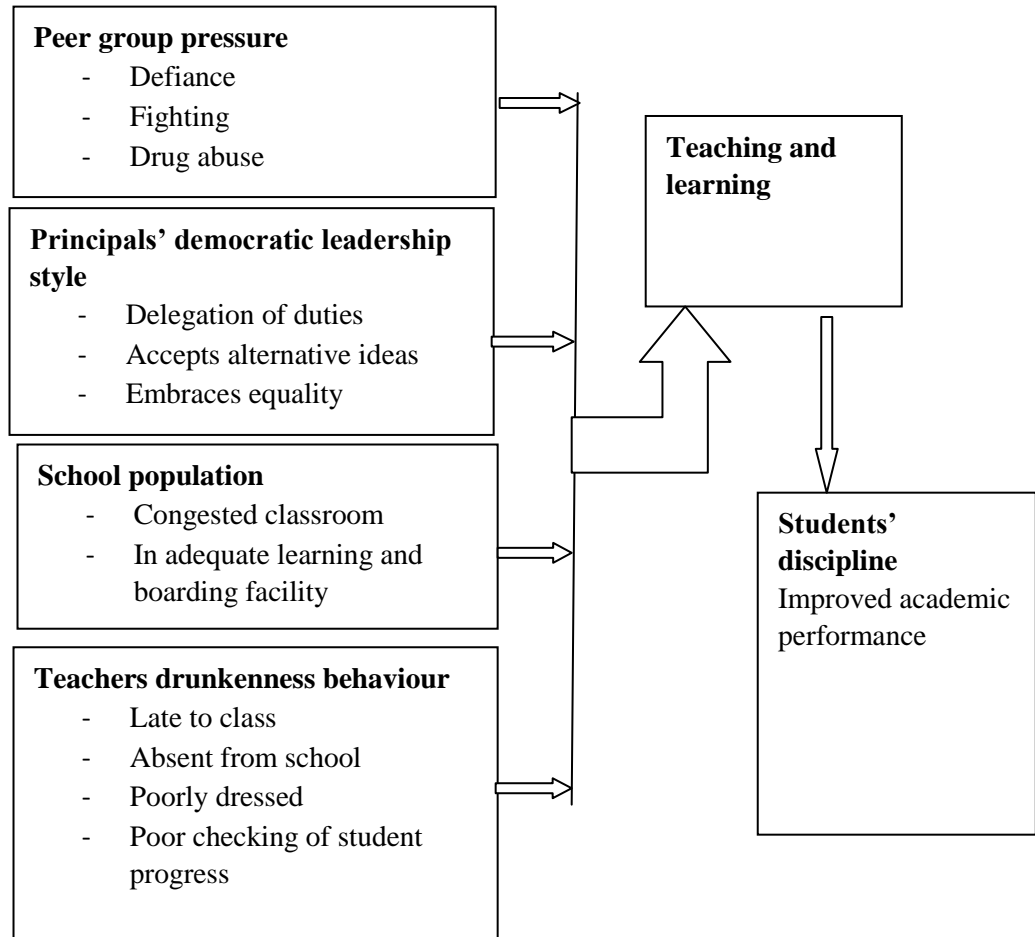 Peer group pressure
- Defiance
- Fighting
- Drug abuse
Principals’ democratic leadership
style
- Delegation of duties
- Accepts alternative ideas
- Embraces equality
School population
- Congested classroom
- In adequate learning and
boarding facility
Teachers drunkenness behaviour
- Late to class
- Absent from school
- Poorly dressed
- Poor checking of student
progress
Teaching and
learning
Students’
discipline
Improved academic
performance